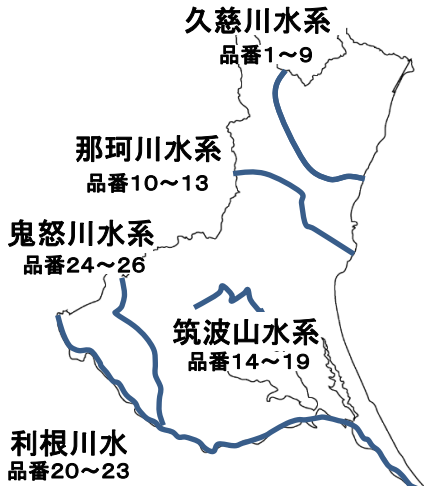 久慈川水系
品番1～9
那珂川水系
品番10～13
鬼怒川水系
品番24～26
筑波山水系
品番14～19
利根川水
品番20～23